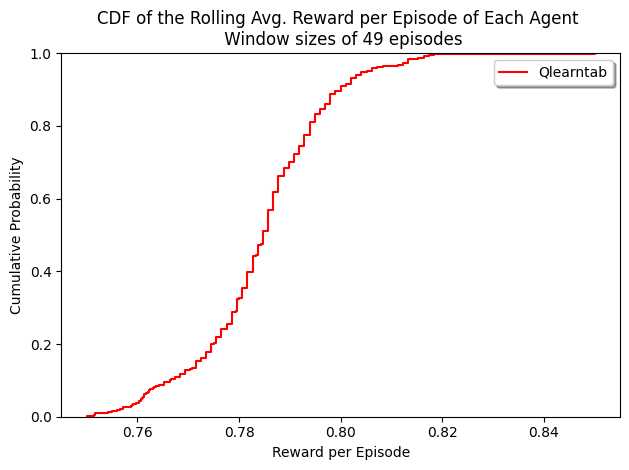 CDF of the Rolling Avg. Reward per Episode of Each Agent
Window sizes of 49 episodes
1.0
0.8
0.6
0.4
0.2
0.0
Cumulative Probability
Qlearntab
0.76
0.78
0.80
0.82
0.84
Reward per Episode